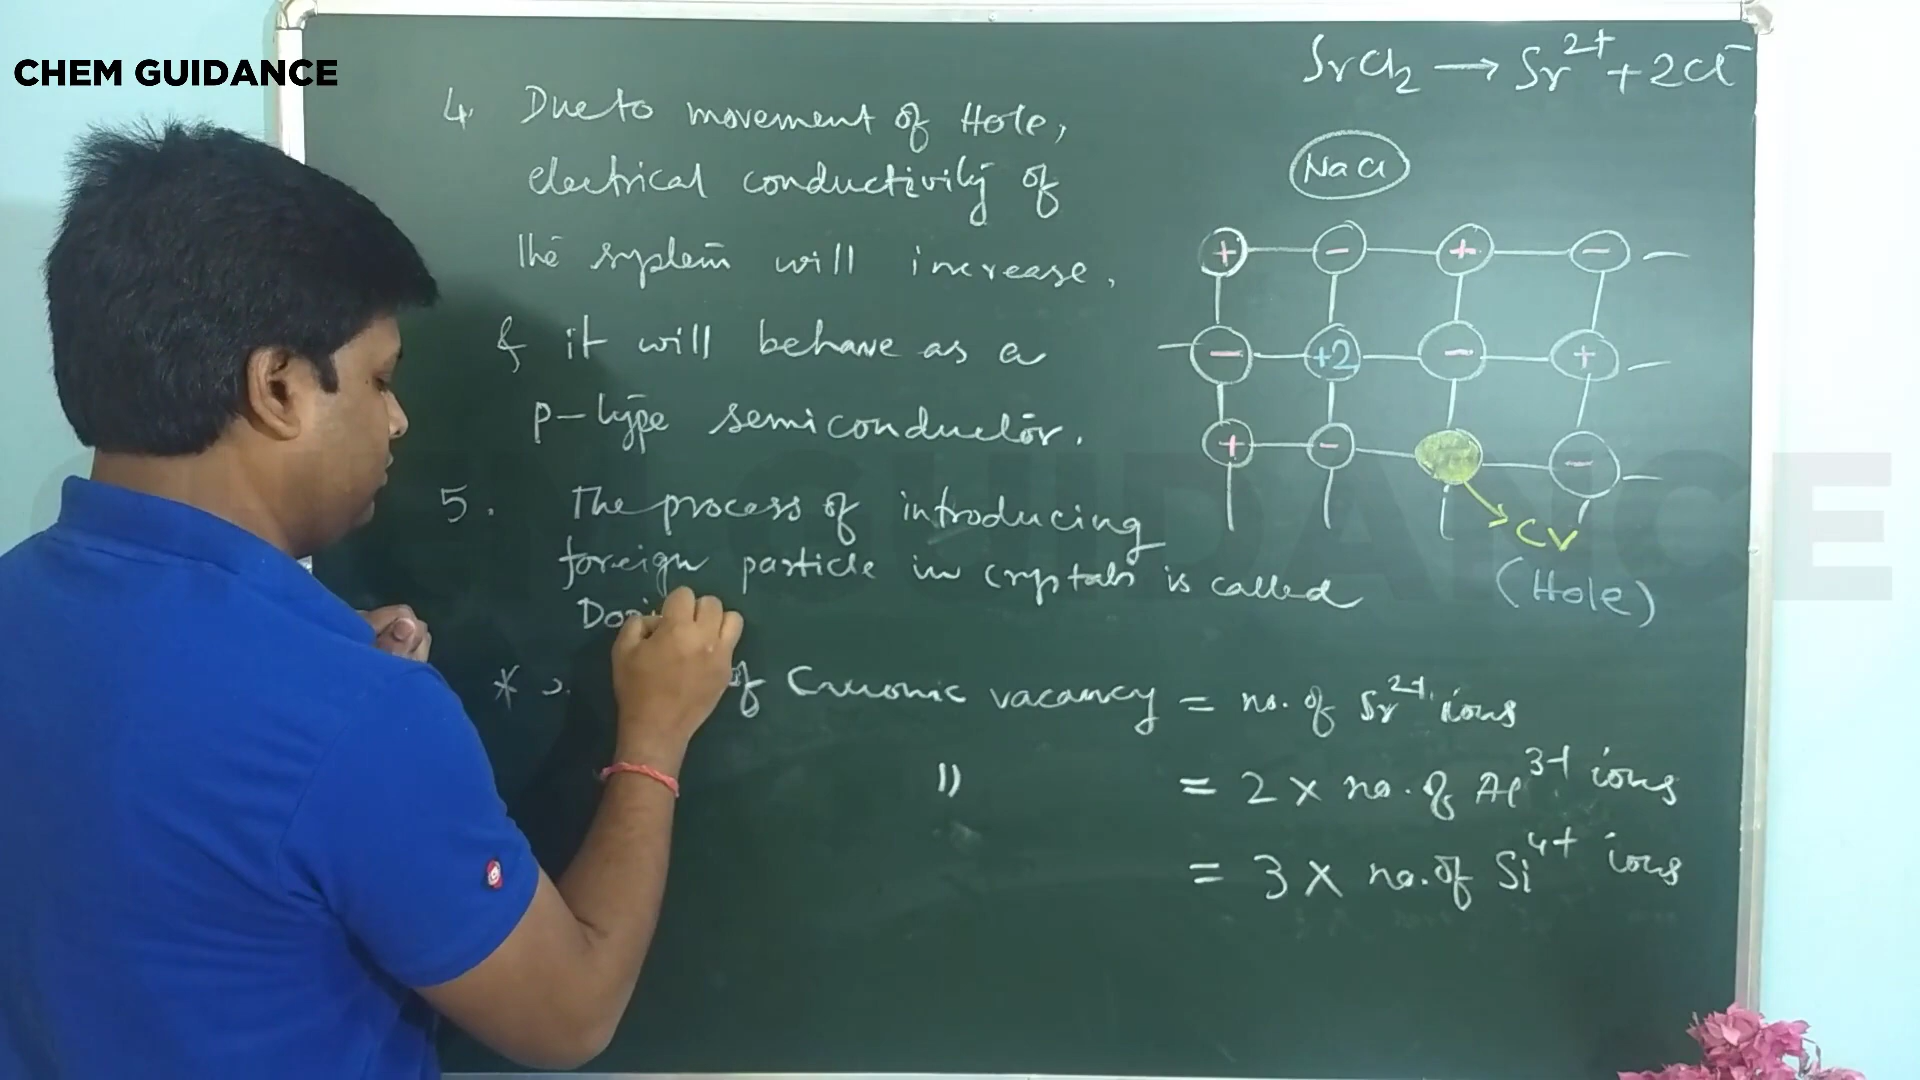 CHEM GUIDANCE
SrCl2 → Sr2+ + 2Cl-
NaCl
4. Due to movement of Hole,
electrical conductivity of
the system will increase,
& it will behave as a
p-type semiconductor.
5. The process of introducing
foreign particle in crystals is called
+ - + -
- +2 - +
+ - -
CV
(Hole)
* of Cationic vacancy = no. of Sr2+ ions
11 = 2 × no. of Al3+ ions
= 3 × no. of Si4+ ions
GUIDANCE